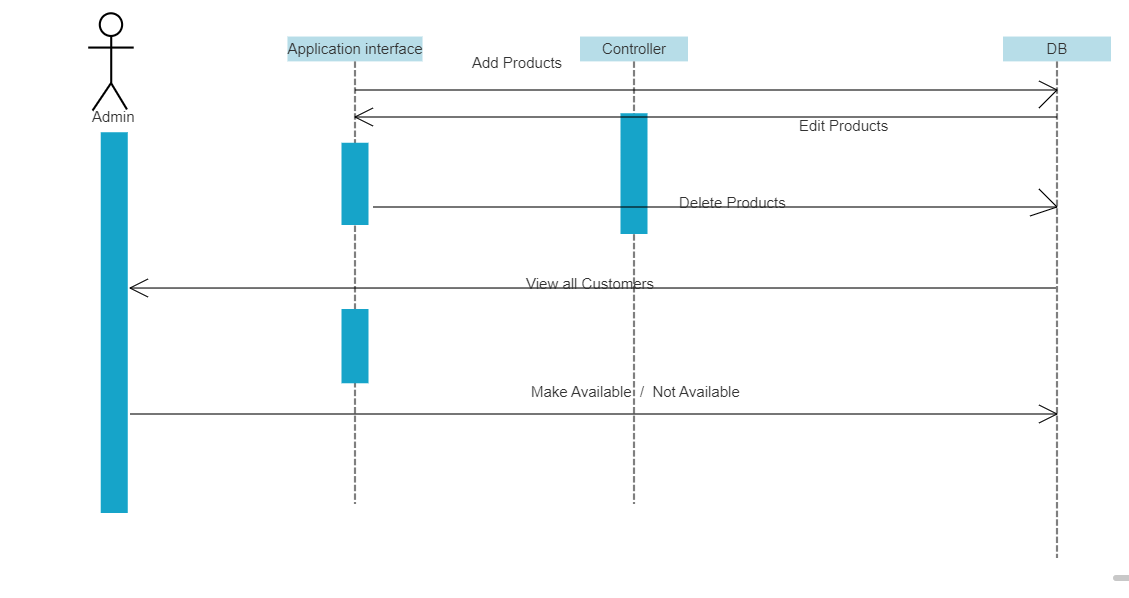 Application interface
Controller
DB
Add Products
Admin
Edit Products
Delete Products
View all Customers
Make Available / Not Available